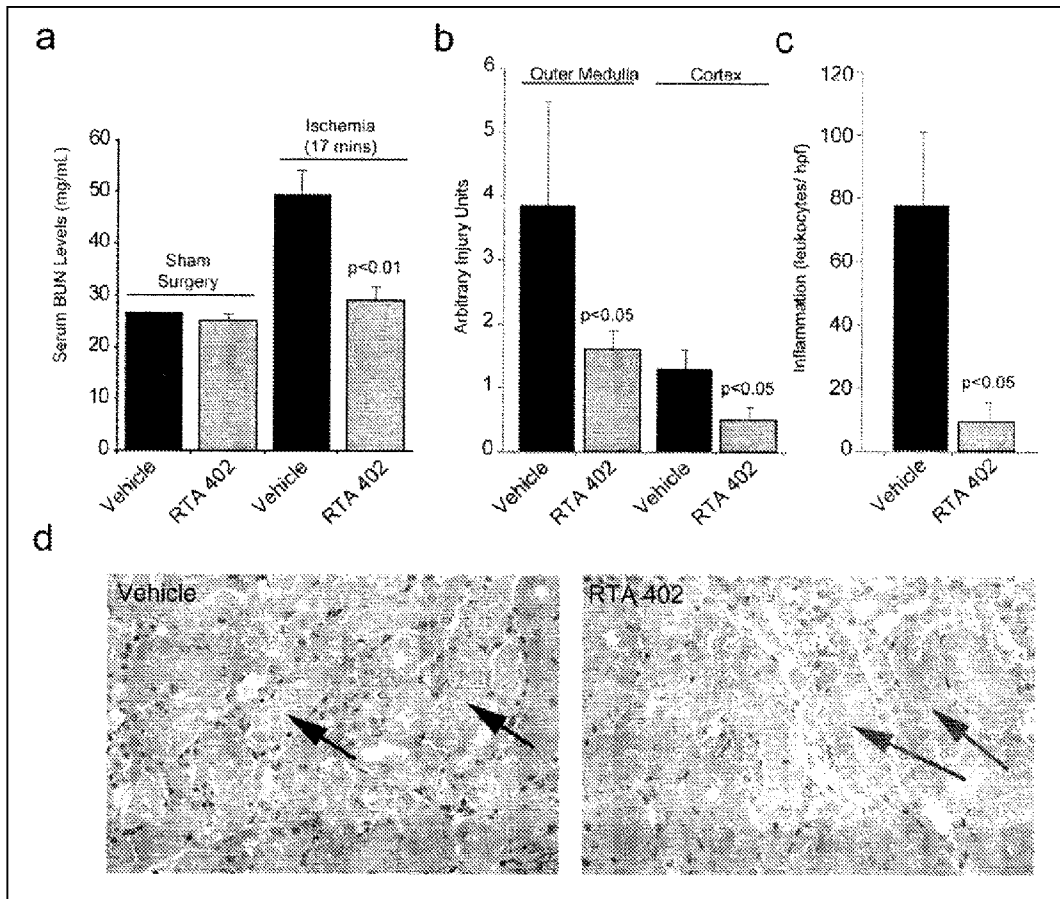 a
Serum BUN Levels (mg/mL)
60
50
40
30
20
10
0
Sham
Surgery
Ischemia
(17 mins)
p<0.01
Vehicle
RTA 402
Vehicle
RTA 402
b
Arbitrary Injury Units
6
5
4
3
2
1
0
Outer Medulla
Cortex
p<0.05
p<0.05
Vehicle
RTA 402
Vehicle
RTA 402
c
Inflammation (leukocytes/ hpf)
120
100
80
60
40
20
0
p<0.05
Vehicle
RTA 402
d
Vehicle
RTA 402